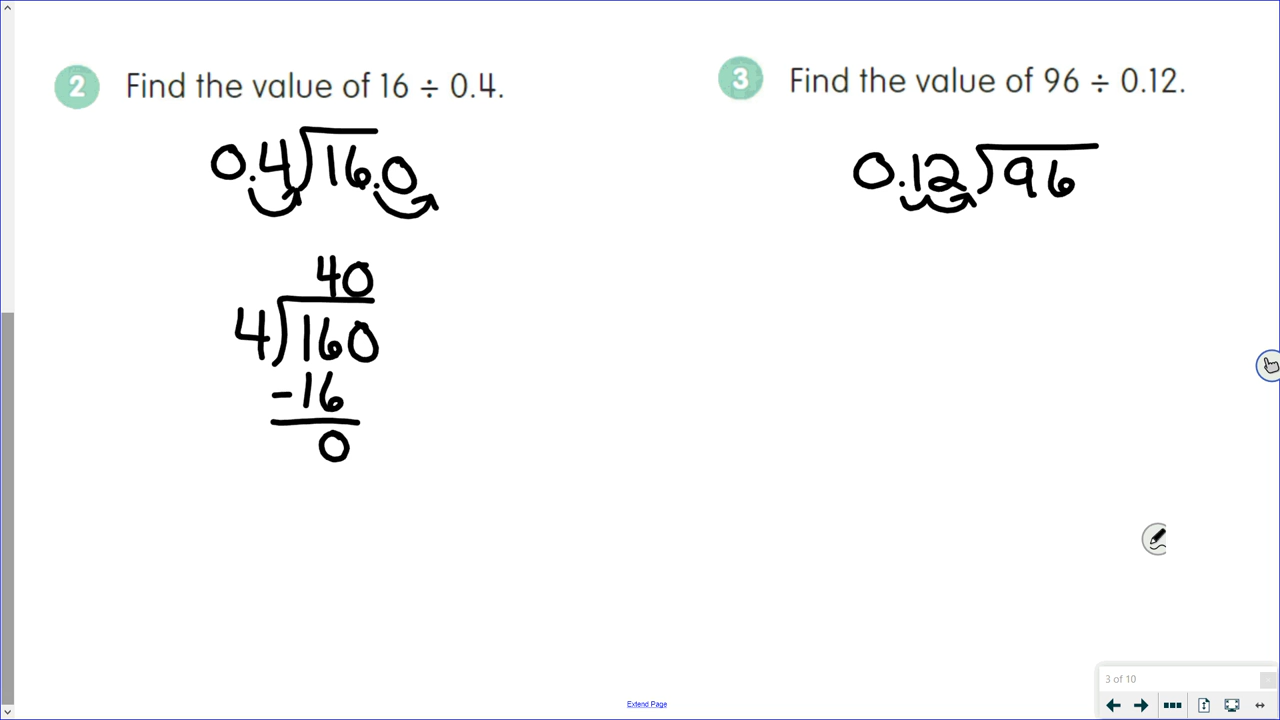 2 Find the value of 16 ÷ 0.4.
0.4)16.0
40
4)160
-16
0
3 Find the value of 96 ÷ 0.12.
0.12)96
Extend Page
3 of 10